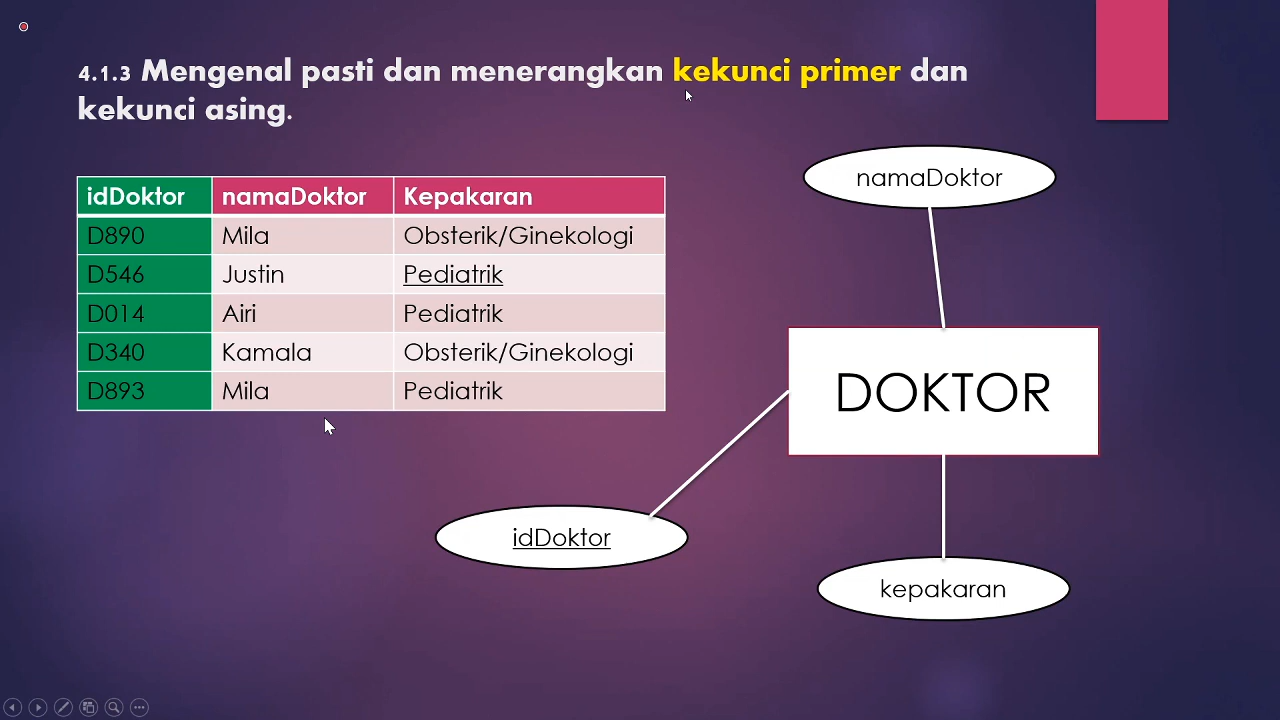 4.1.3 Mengenal pasti dan menerangkan kekunci primer dan
kekunci asing.
idDoktor namaDoktor Kepakaran
D890 Mila Obsterik/Ginekologi
D546 Justin Pediatrik
D014 Airi Pediatrik
D340 Kamala Obsterik/Ginekologi
D893 Mila Pediatrik
namaDoktor
DOKTOR
idDoktor
kepakaran